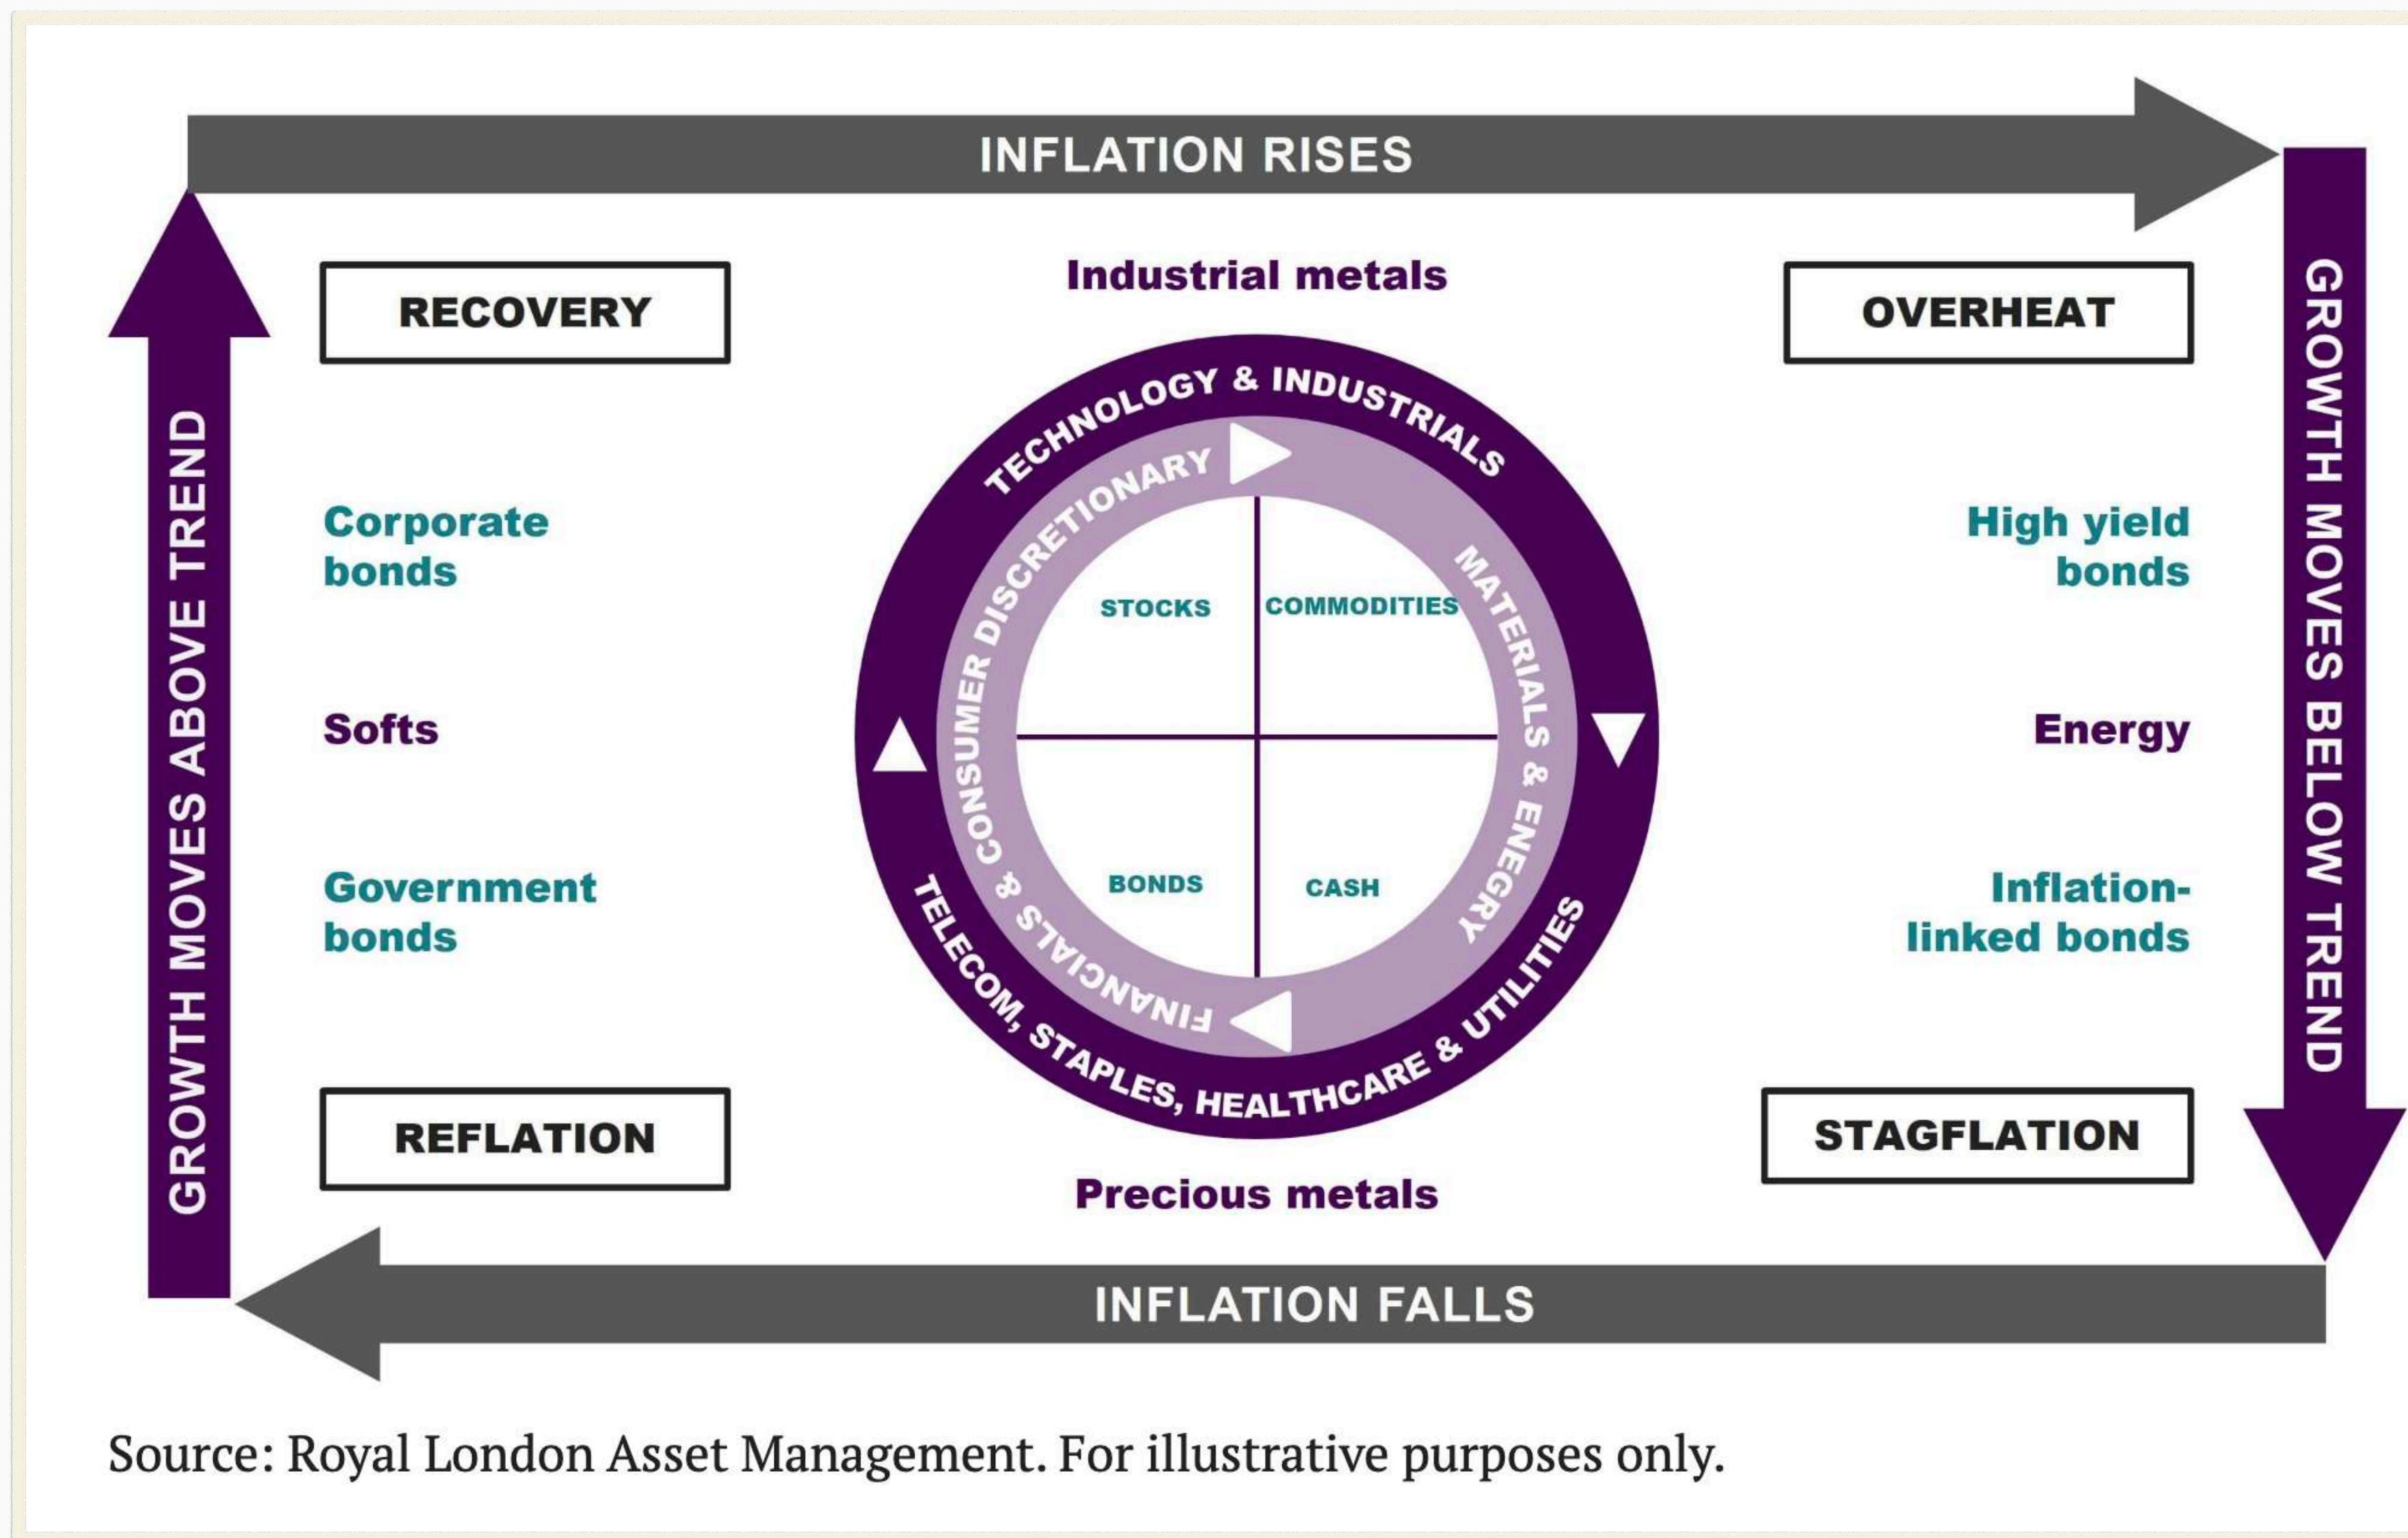 INFLATION RISES
GROWTH MOVES ABOVE TREND
RECOVERY
Industrial metals
OVERHEAT
GROWTH MOVES BELOW TREND
TECHNOLOGY & INDUSTRIALS
FINANCIALS & CONSUMER DISCRETIONARY
MATERIALS & ENEGRY
TELECOM, STAPLES, HEALTHCARE & UTILITIES
STOCKS
COMMODITIES
BONDS
CASH
Corporate
bonds
Softs
Government
bonds
High yield
bonds
Energy
Inflation-
linked bonds
REFLATION
Precious metals
STAGFLATION
INFLATION FALLS
Source: Royal London Asset Management. For illustrative purposes only.